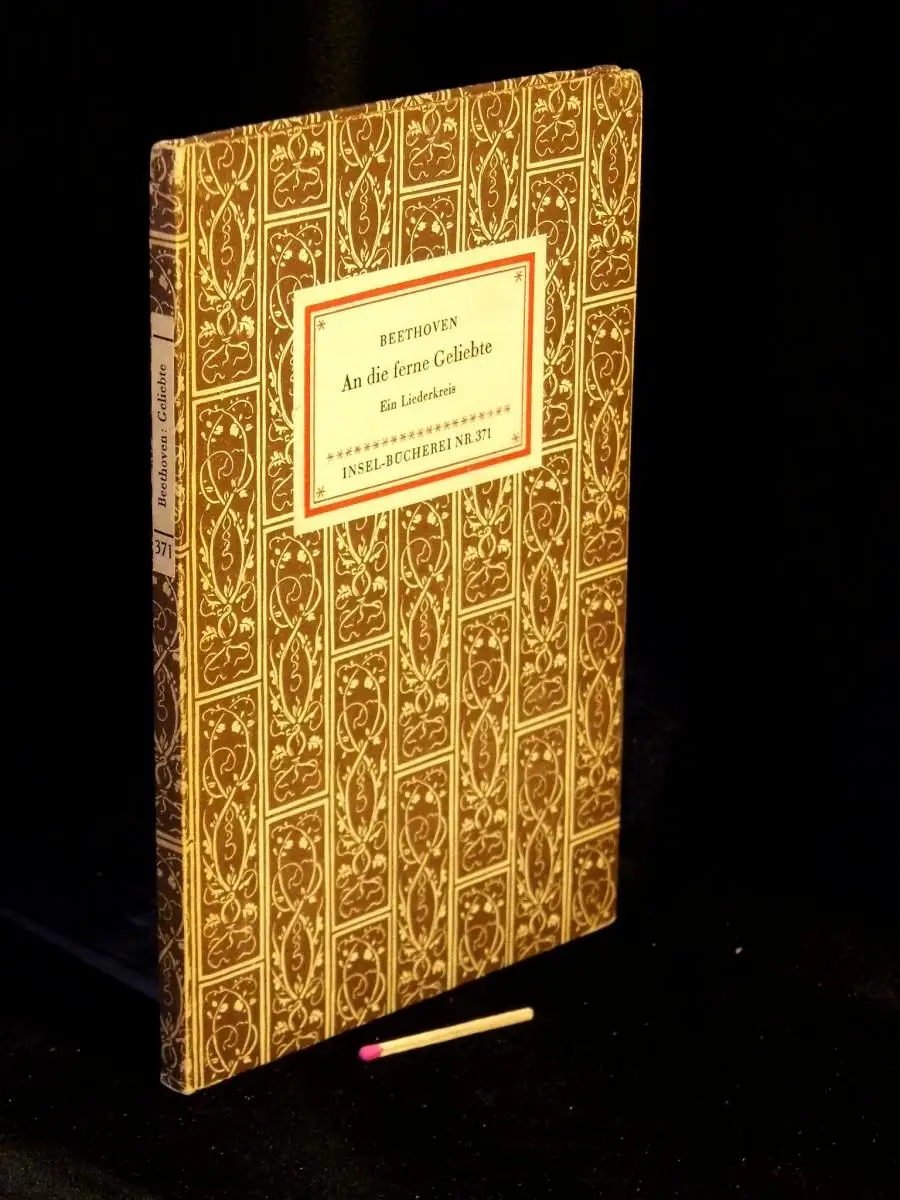 BEETHOVEN
An die ferne Geliebte
Ein Liederkreis
********************
INSEL-BÜCHEREI NR. 371
Beethoven: Geliebte
371